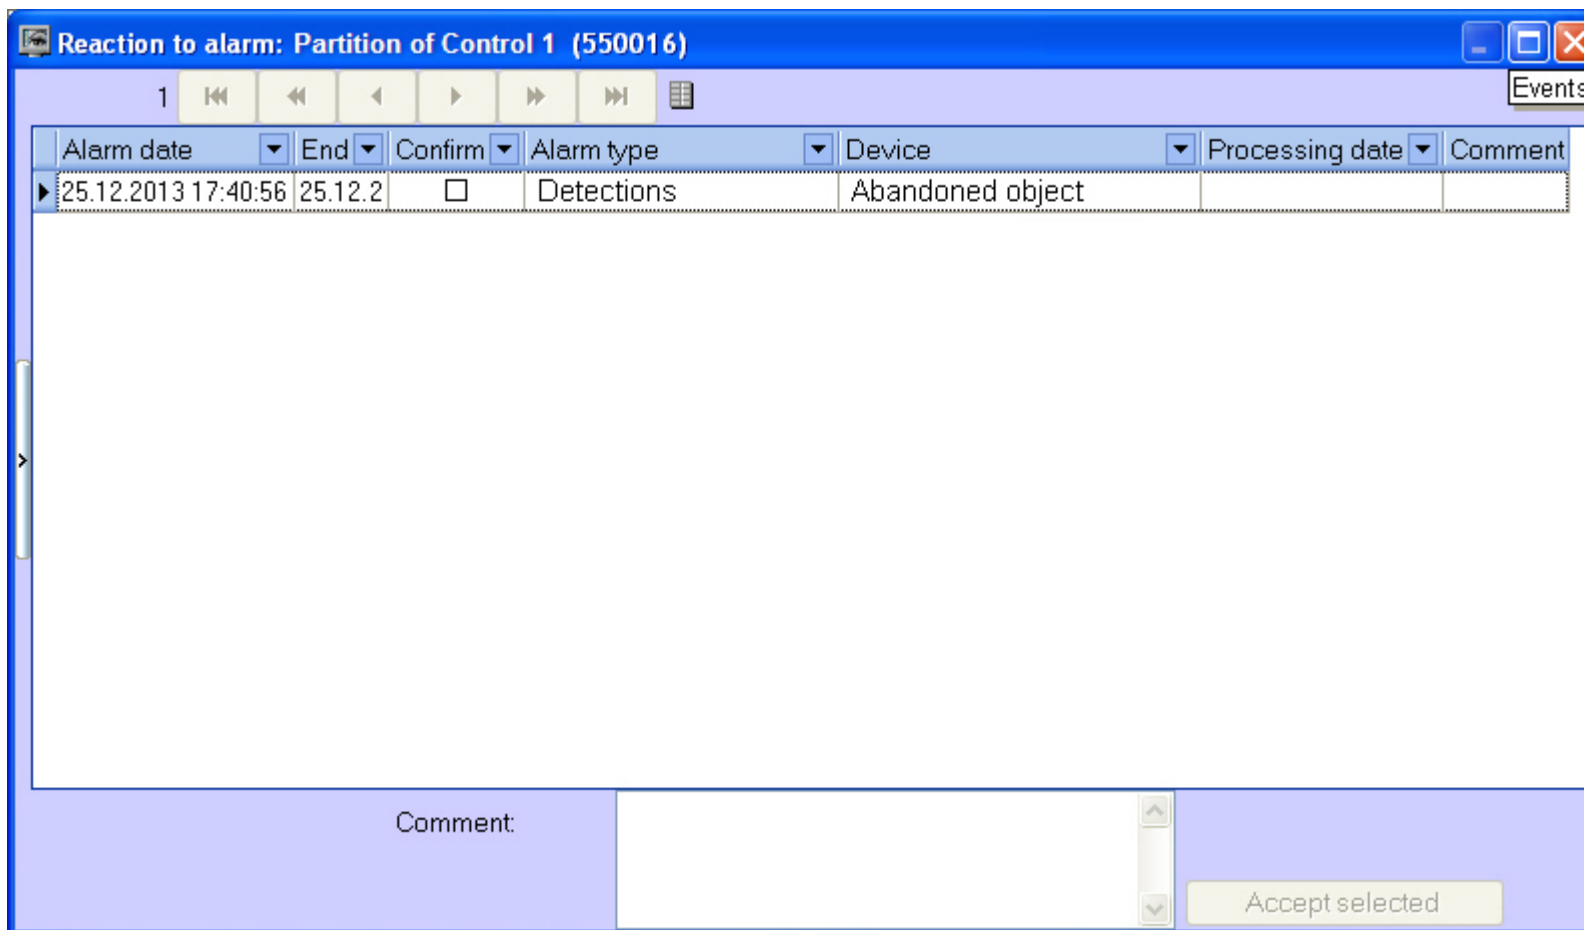 Reaction to alarm: Partition of Control 1 (550016)
1
Events
Alarm date End Confirm Alarm type Device Processing date Comment
25.12.2013 17:40:56 25.12.2 Detections Abandoned object
Comment:
Accept selected